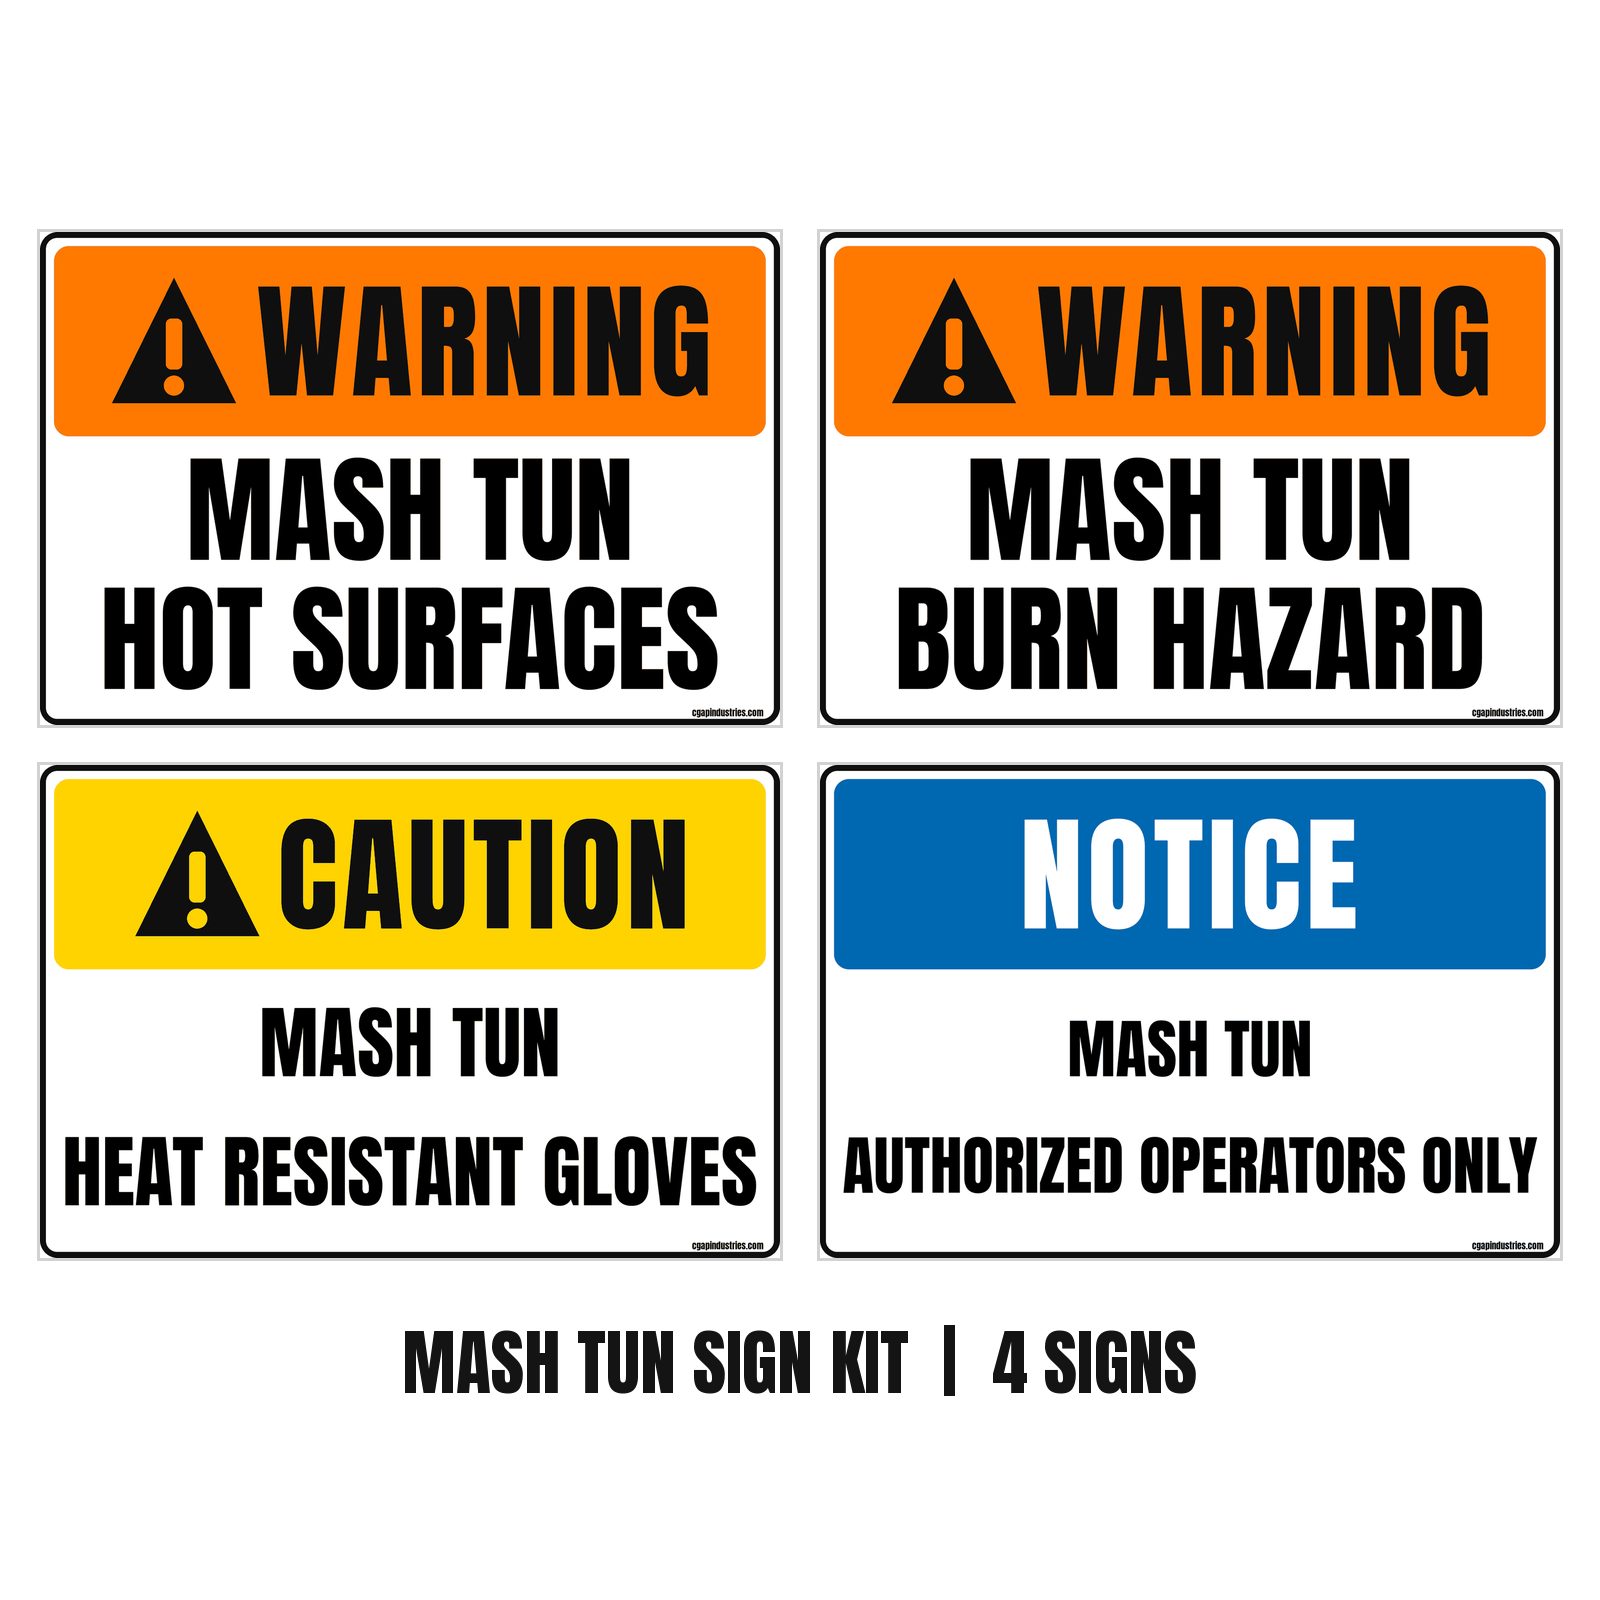 WARNING
MASH TUN
HOT SURFACES
cgapindustries.com
WARNING
MASH TUN
BURN HAZARD
cgapindustries.com
CAUTION
MASH TUN
HEAT RESISTANT GLOVES
cgapindustries.com
NOTICE
MASH TUN
AUTHORIZED OPERATORS ONLY
cgapindustries.com
MASH TUN SIGN KIT | 4 SIGNS